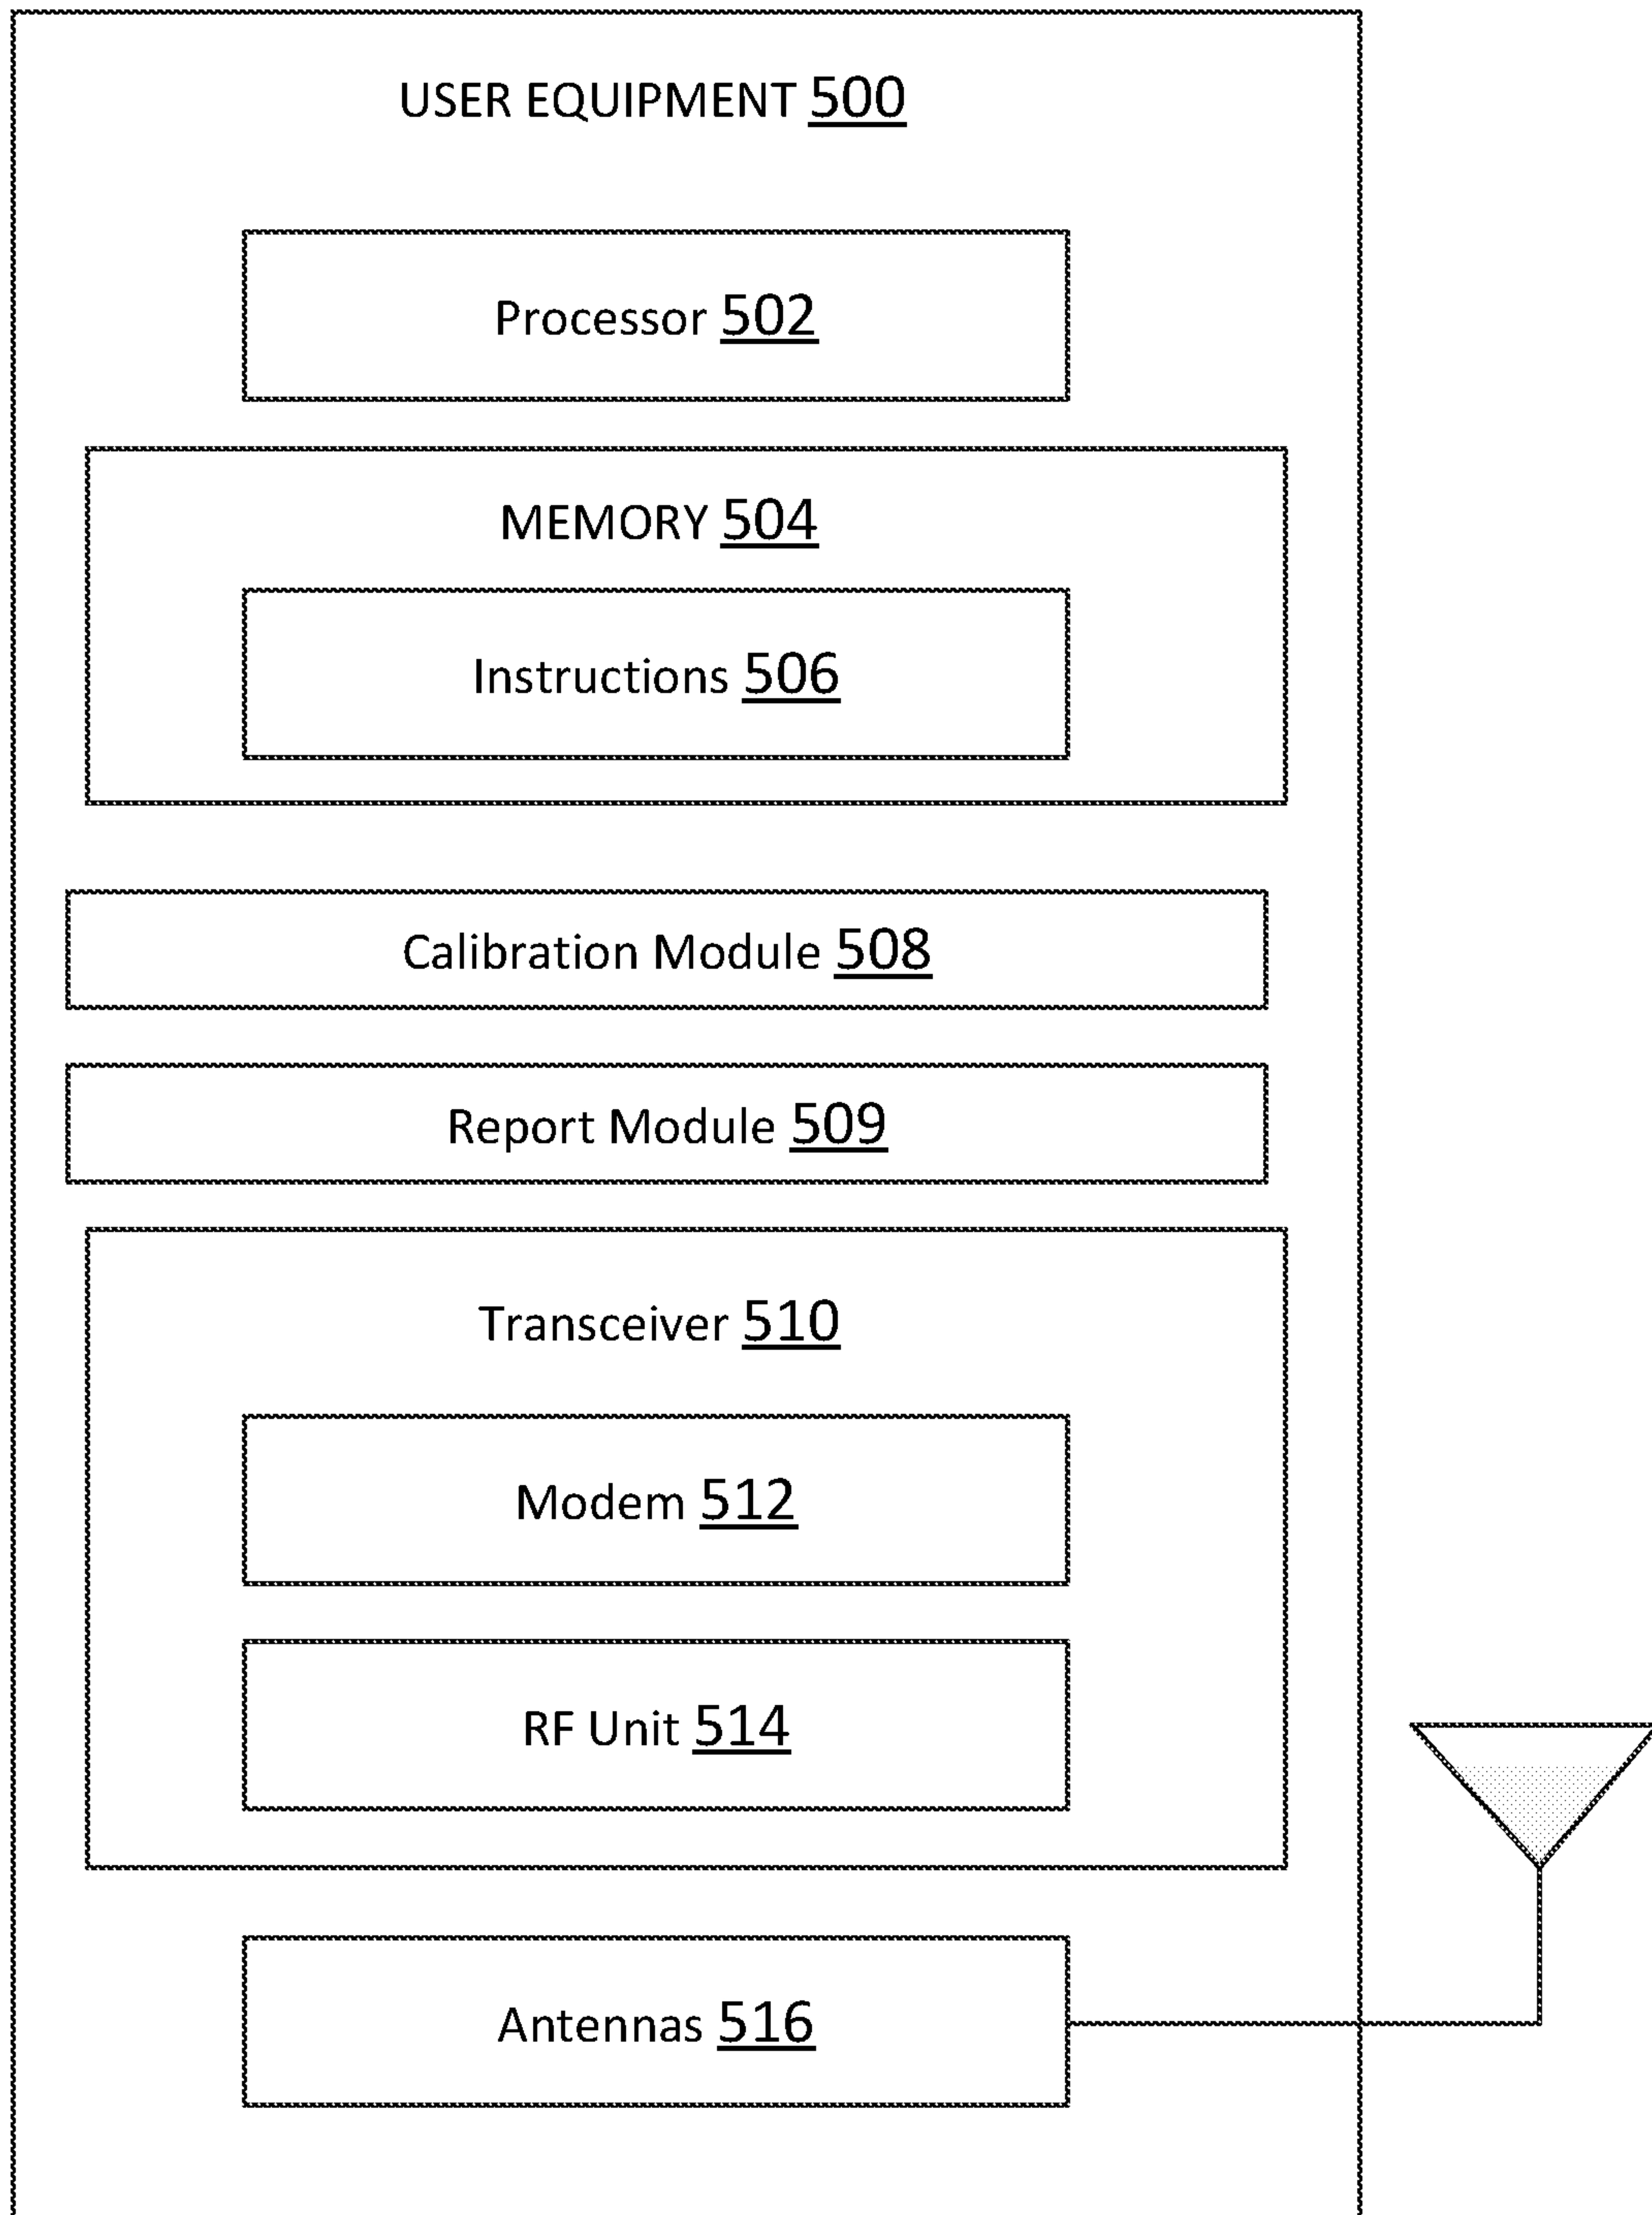 USER EQUIPMENT 500
Processor 502
MEMORY 504
Instructions 506
Calibration Module 508
Report Module 509
Transceiver 510
Modem 512
RF Unit 514
Antennas 516